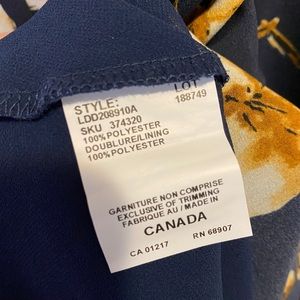 STYLE: LOT
LDD208910A 188749
SKU 374320
100%POLYESTER
DOUBLURE/LINING
100%POLYESTER
GARNITURE NON COMPRISE
EXCLUSIVE OF TRIMMING
FABRIQUE AU / MADE IN
CANADA
CA 01217 RN 68907